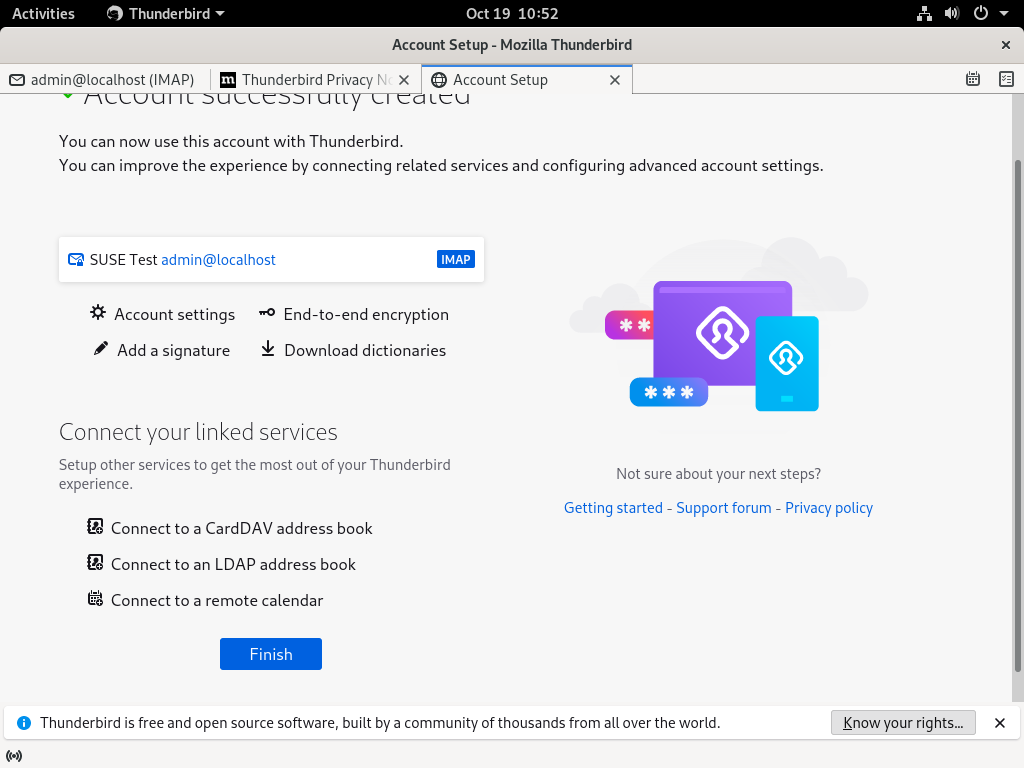 Activities Thunderbird Oct 19 10:52
Account Setup - Mozilla Thunderbird
admin@localhost (IMAP) Thunderbird Privacy No Account Setup
Account successfully created
You can now use this account with Thunderbird.
You can improve the experience by connecting related services and configuring advanced account settings.
SUSE Test admin@localhost IMAP
Account settings End-to-end encryption
Add a signature Download dictionaries
Connect your linked services
Setup other services to get the most out of your Thunderbird
experience.
Connect to a CardDAV address book
Connect to an LDAP address book
Connect to a remote calendar
Finish
**
***
Not sure about your next steps?
Getting started - Support forum - Privacy policy
Thunderbird is free and open source software, built by a community of thousands from all over the world. Know your rights...